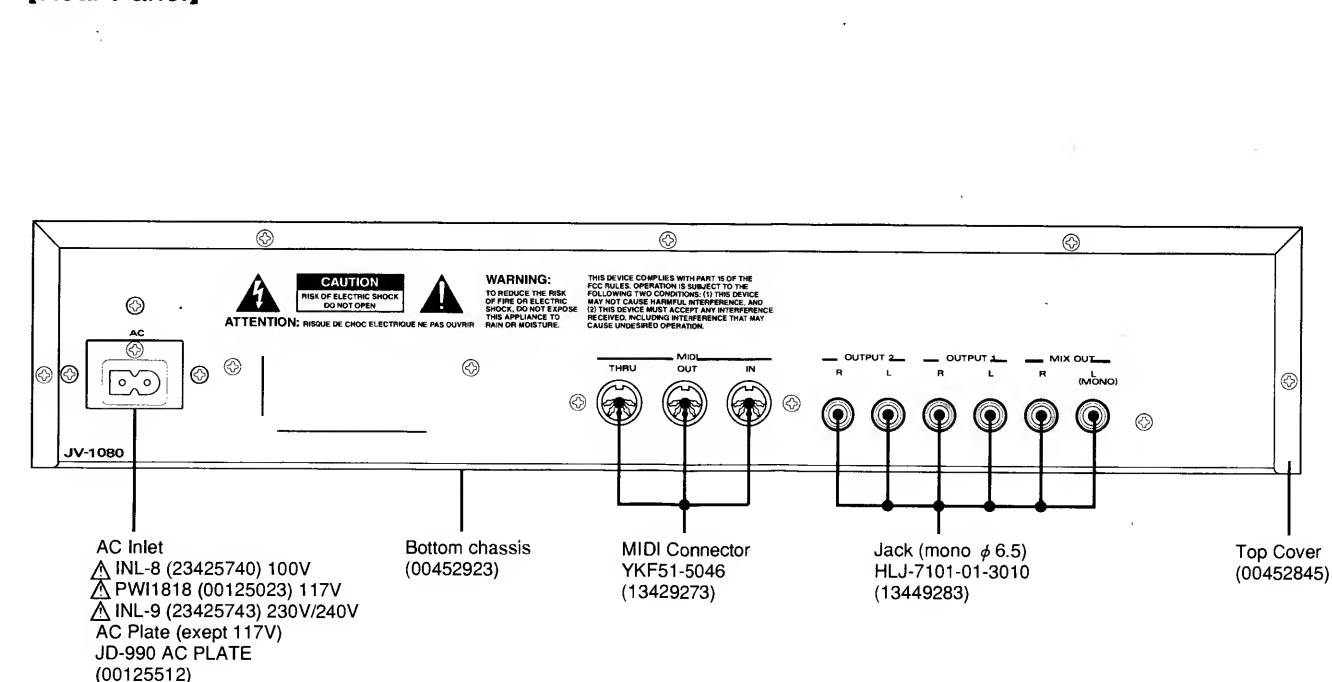 AC
CAUTION
RISK OF ELECTRIC SHOCK
DO NOT OPEN
ATTENTION: RISQUE DE CHOC ELECTRIQUE NE PAS OUVRIR
WARNING:
TO REDUCE THE RISK
OF FIRE OR ELECTRIC
SHOCK, DO NOT EXPOSE
THIS APPLIANCE TO
RAIN OR MOISTURE.
THIS DEVICE COMPLIES WITH PART 15 OF THE
FCC RULES. OPERATION IS SUBJECT TO THE
FOLLOWING TWO CONDITIONS: (1) THIS DEVICE
MAY NOT CAUSE HARMFUL INTERFERENCE, AND
(2) THIS DEVICE MUST ACCEPT ANY INTERFERENCE
RECEIVED, INCLUDING INTERFERENCE THAT MAY
CAUSE UNDESIRED OPERATION.
MIDI
THRU OUT IN
OUTPUT 2 OUTPUT 1 MIX OUT
R L R L R L
(MONO)
JV-1080
AC Inlet
INL-8 (23425740) 100V
PWI1818 (00125023) 117V
INL-9 (23425743) 230V/240V
AC Plate (exept 117V)
JD-990 AC PLATE
(00125512)
Bottom chassis
(00452923)
MIDI Connector
YKF51-5046
(13429273)
Jack (mono ϕ 6.5)
HLJ-7101-01-3010
(13449283)
Top Cover
(00452845)